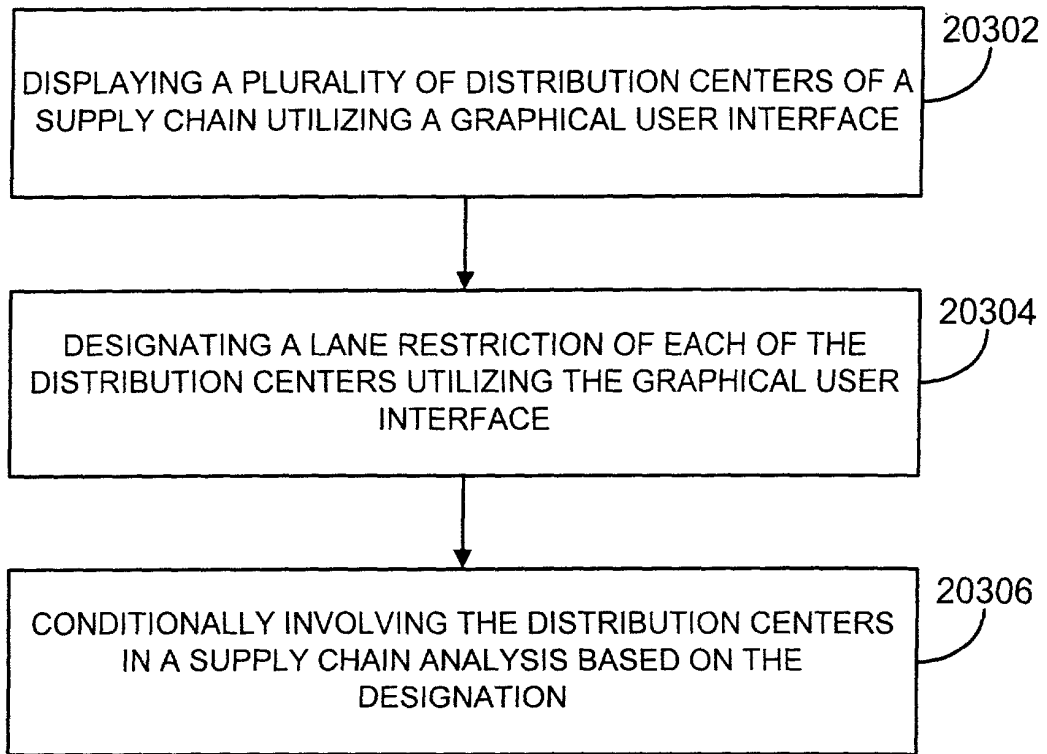 20302
DISPLAYING A PLURALITY OF DISTRIBUTION CENTERS OF A
SUPPLY CHAIN UTILIZING A GRAPHICAL USER INTERFACE
20304
DESIGNATING A LANE RESTRICTION OF EACH OF THE
DISTRIBUTION CENTERS UTILIZING THE GRAPHICAL USER
INTERFACE
20306
CONDITIONALLY INVOLVING THE DISTRIBUTION CENTERS
IN A SUPPLY CHAIN ANALYSIS BASED ON THE
DESIGNATION